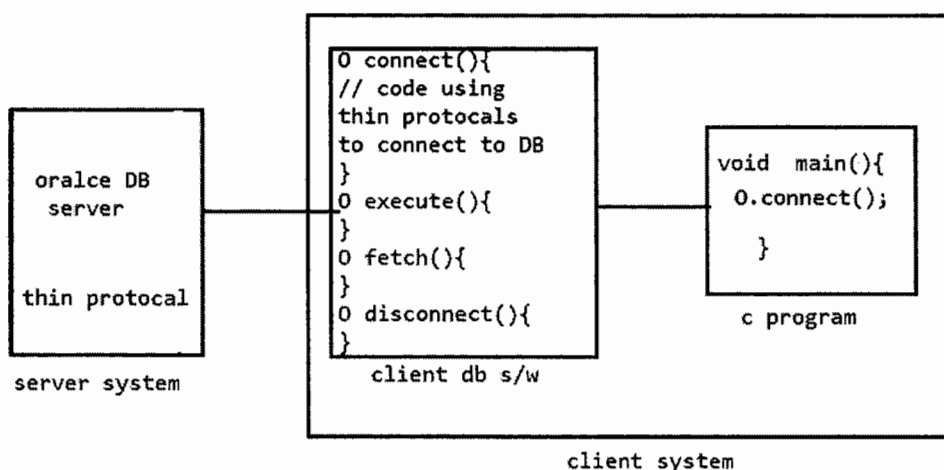 oralce DB
server
thin protocal
server system
O connect(){
// code using
thin protocals
to connect to DB
}
O execute(){
}
O fetch(){
}
O disconnect(){
}
client db s/w
void main(){
O.connect();
}
c program
client system